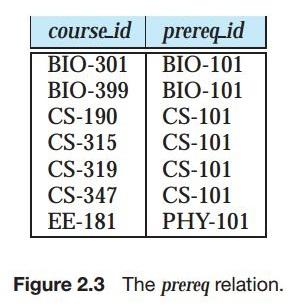 course_id prereq_id
BIO-301 BIO-101
BIO-399 BIO-101
CS-190 CS-101
CS-315 CS-101
CS-319 CS-101
CS-347 CS-101
EE-181 PHY-101
Figure 2.3 The prereq relation.